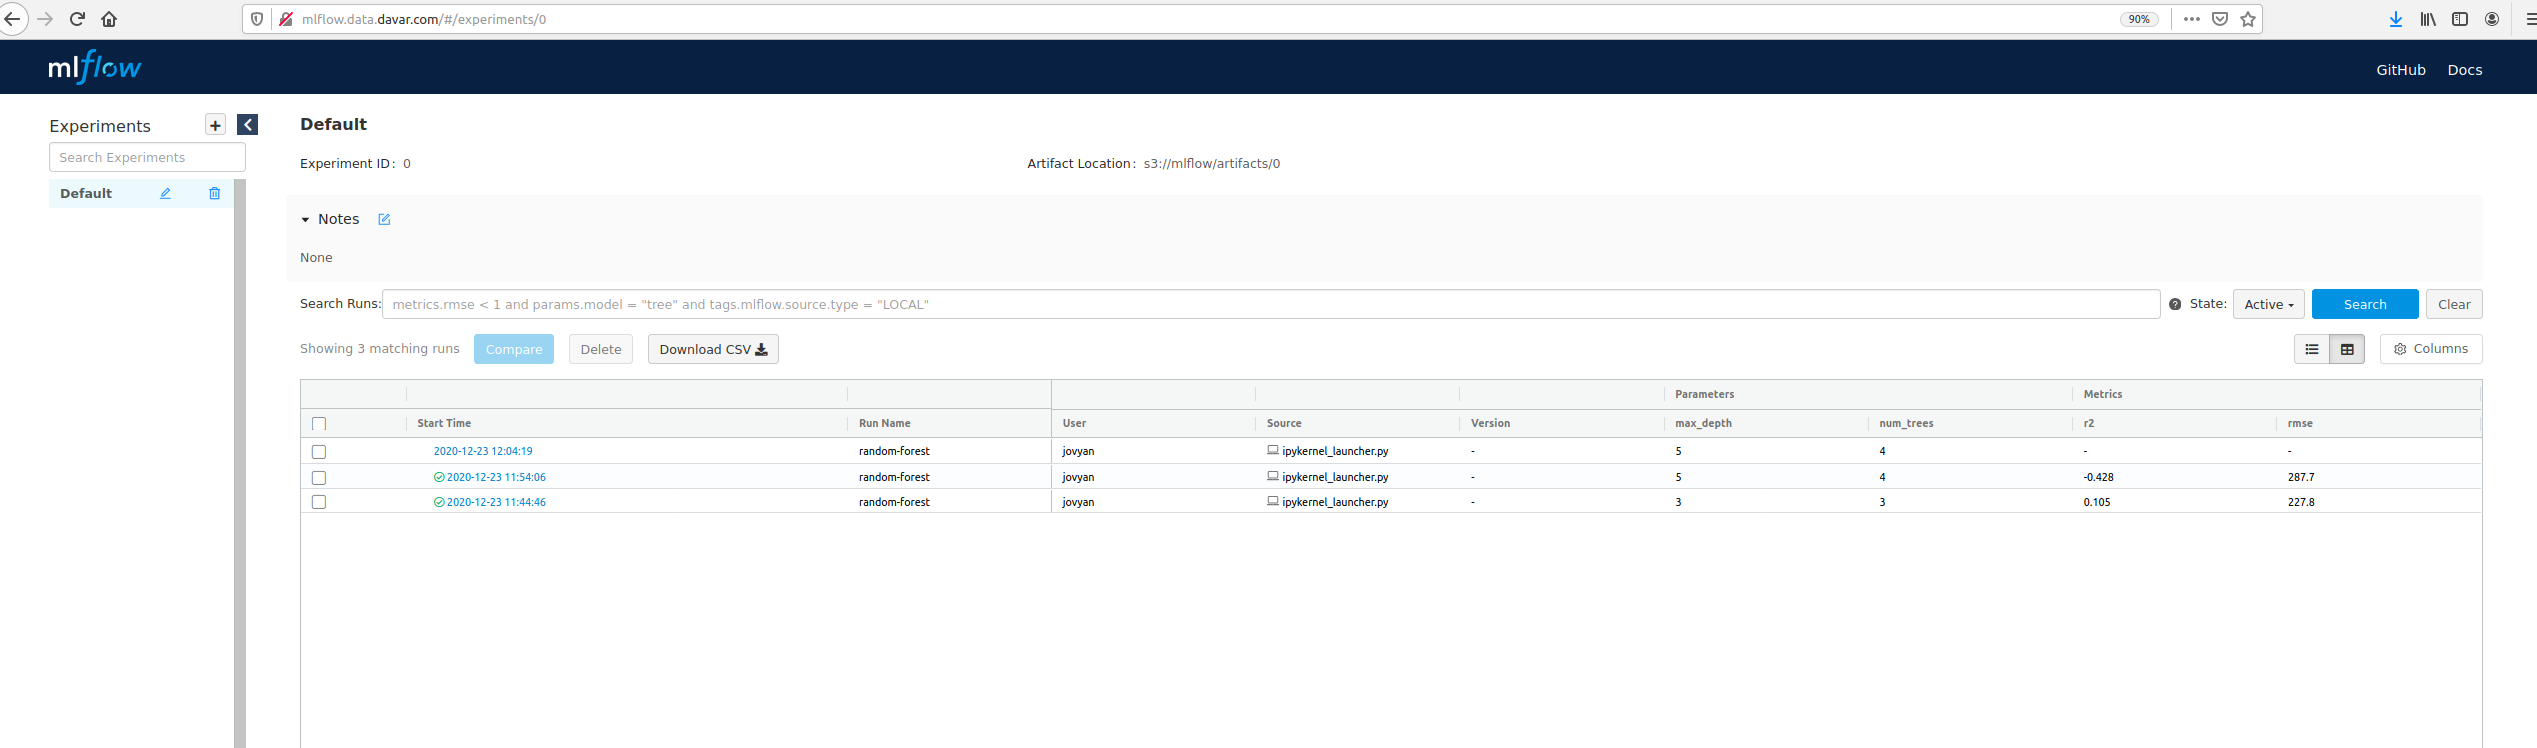 mlflow.data.davar.com/#/experiments/0
90%
mlflow
GitHub Docs
Experiments
Search Experiments
Default
Default
Experiment ID: 0
Artifact Location: s3://mlflow/artifacts/0
Notes
None
Search Runs: metrics.rmse < 1 and params.model = "tree" and tags.mlflow.source.type = "LOCAL" State: Active Search Clear
Showing 3 matching runs Compare Delete Download CSV Columns
Parameters Metrics
Start Time Run Name User Source Version max_depth num_trees r2 rmse
2020-12-23 12:04:19 random-forest jovyan ipykernel_launcher.py - 5 4 - -
2020-12-23 11:54:06 random-forest jovyan ipykernel_launcher.py - 5 4 -0.428 287.7
2020-12-23 11:44:46 random-forest jovyan ipykernel_launcher.py - 3 3 0.105 227.8